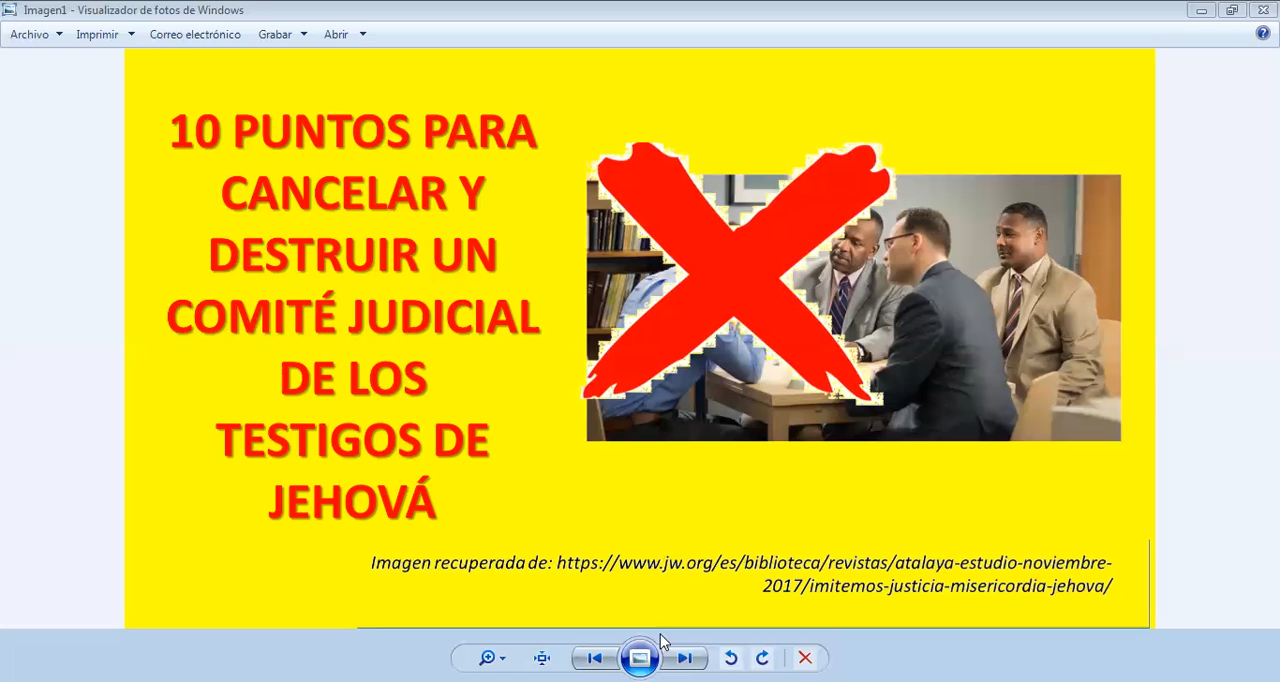 Imagen1 - Visualizador de fotos de Windows
Archivo Imprimir Correo electrónico Grabar Abrir
10 PUNTOS PARA
CANCELAR Y
DESTRUIR UN
COMITÉ JUDICIAL
DE LOS
TESTIGOS DE
JEHOVÁ
Imagen recuperada de: https://www.jw.org/es/biblioteca/revistas/atalaya-estudio-noviembre-
2017/imitemos-justicia-misericordia-jehova/